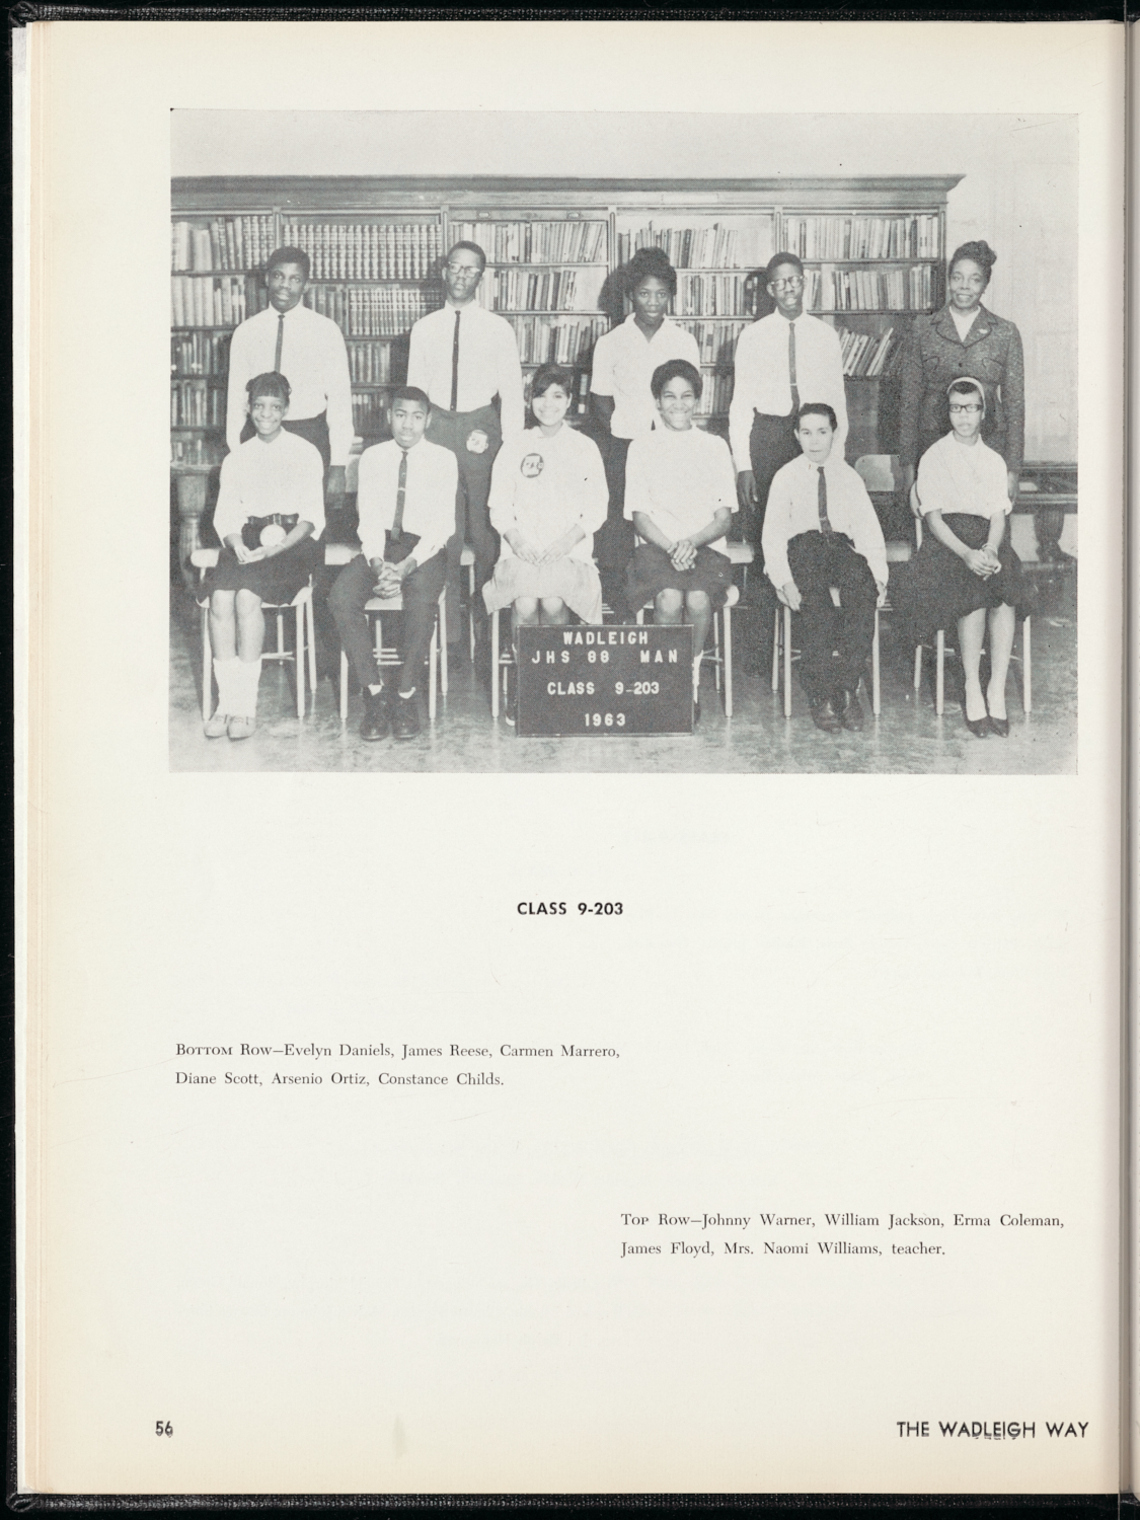 WADLEIGH
JHS 88 MAN
CLASS 9-203
1963
CLASS 9-203
Bottom Row—Evelyn Daniels, James Reese, Carmen Marrero,
Diane Scott, Arsenio Ortiz, Constance Childs.
Top Row—Johnny Warner, William Jackson, Erma Coleman,
James Floyd, Mrs. Naomi Williams, teacher.
56
THE WADLEIGH WAY